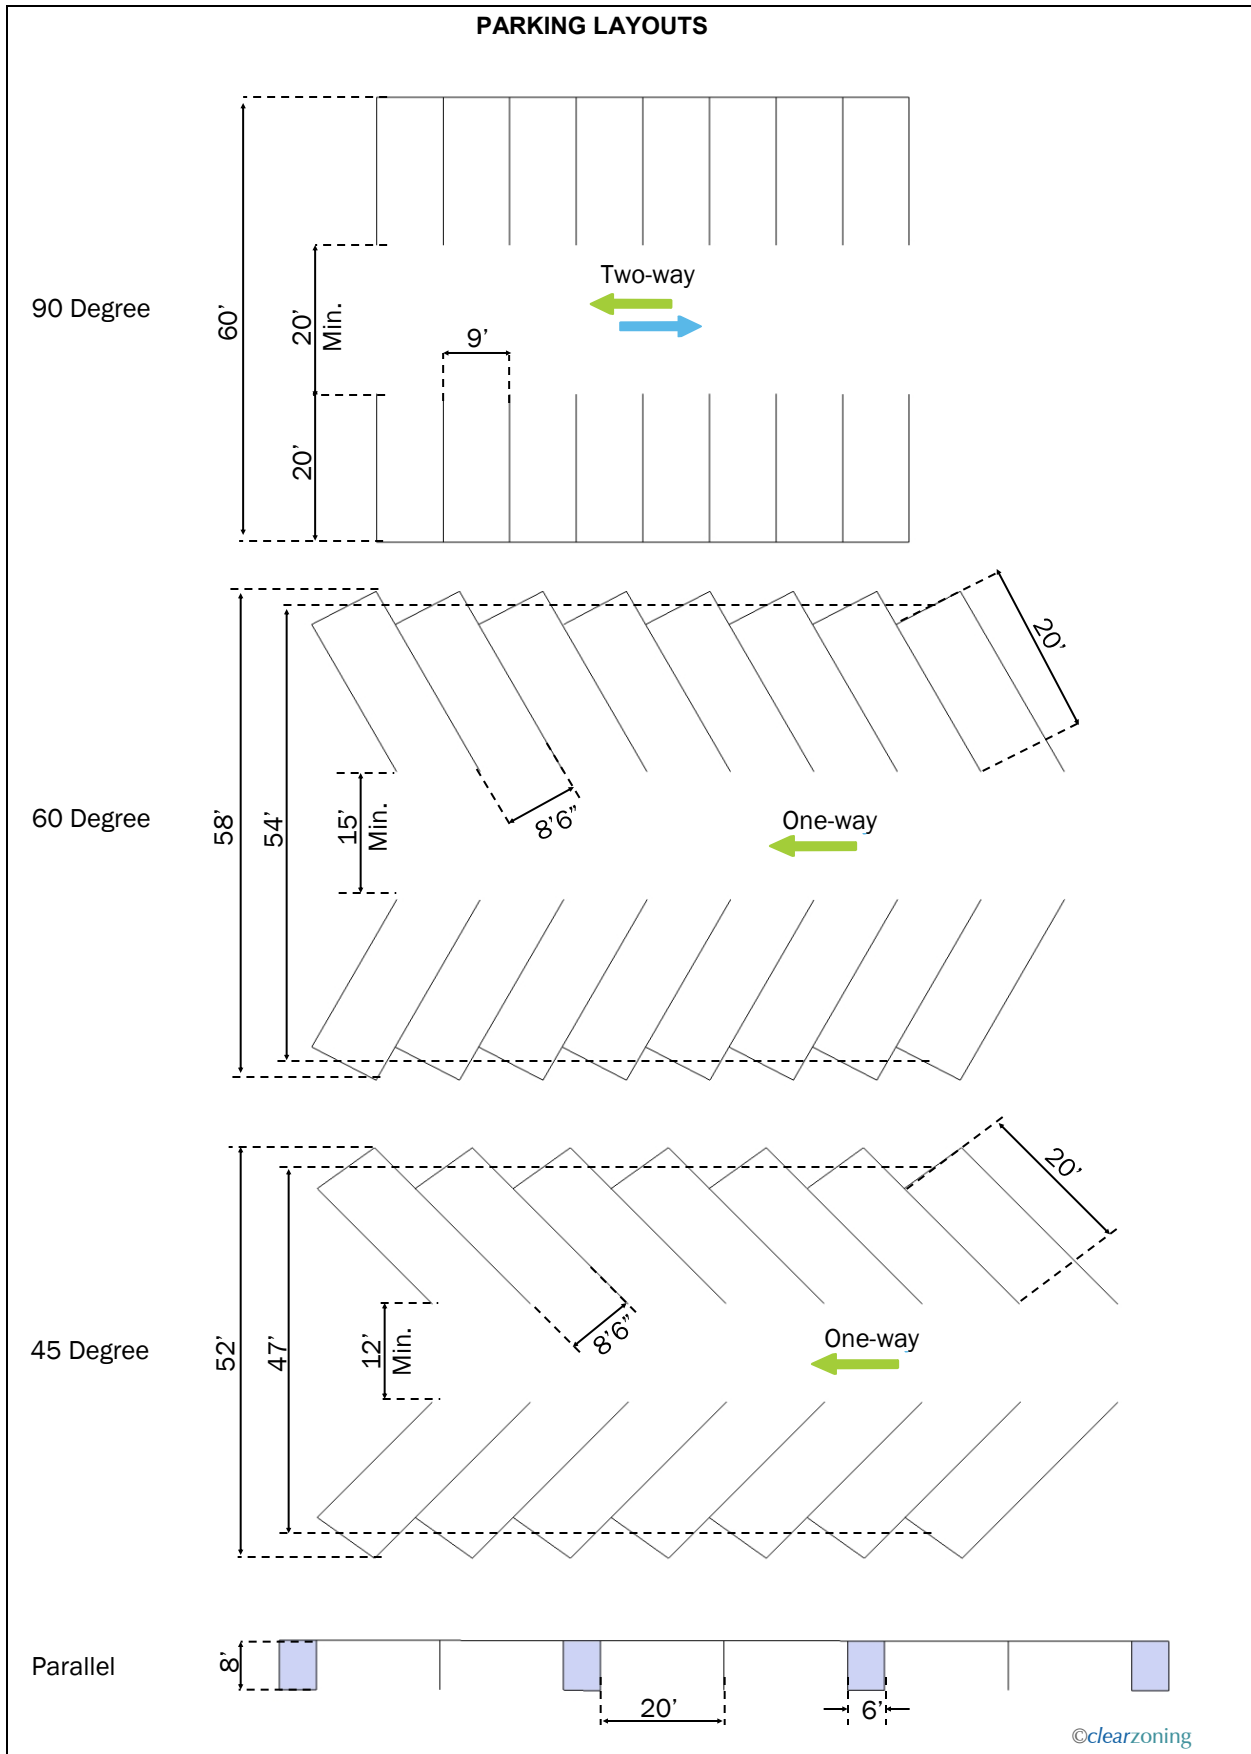 PARKING LAYOUTS
90 Degree
60'
20'
Min.
20'
9'
Two-way
60 Degree
58'
54'
15'
Min.
8'6"
One-way
20'
45 Degree
52'
47'
12'
Min.
8'6"
One-way
20'
Parallel
8'
20'
6'
©clearzoning